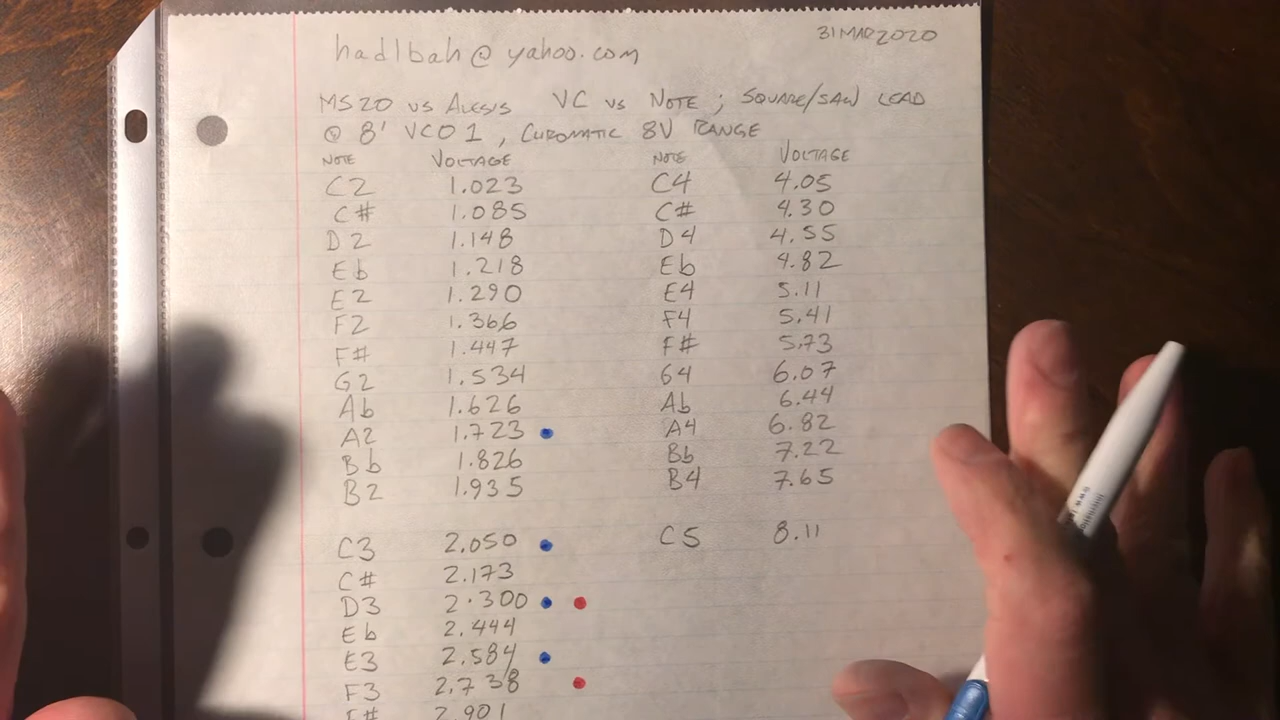 31MAR2020
hadlbah@yahoo.com
MS20 vs ALESIS VC vs NOTE ; SQUARE/SAW LEAD
@ 8' VCO1 , CHROMATIC 8V RANGE
NOTE VOLTAGE NOTE VOLTAGE
C2 1.023 C4 4.05
C# 1.085 C# 4.30
D2 1.148 D4 4.55
Eb 1.218 Eb 4.82
E2 1.290 E4 5.11
F2 1.366 F4 5.41
F# 1.447 F# 5.73
G2 1.534 G4 6.07
Ab 1.626 Ab 6.44
A2 1.723 A4 6.82
Bb 1.826 Bb 7.22
B2 1.935 B4 7.65
C3 2.050 C5 8.11
C# 2.173
D3 2.300
Eb 2.444
E3 2.584
F3 2.738
F# 2.901